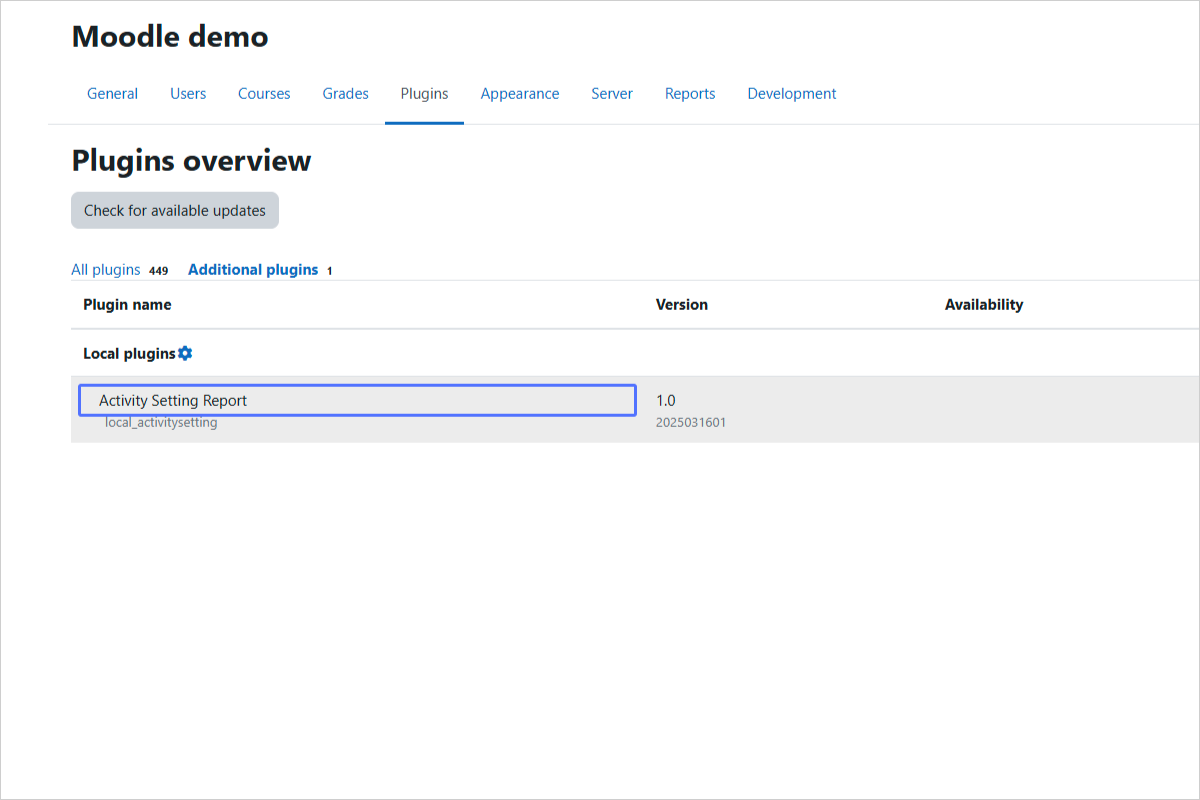 Moodle demo
General Users Courses Grades Plugins Appearance Server Reports Development
Plugins overview
Check for available updates
All plugins 449 Additional plugins 1
Plugin name Version Availability
Local plugins
Activity Setting Report 1.0
local_activitysetting 2025031601